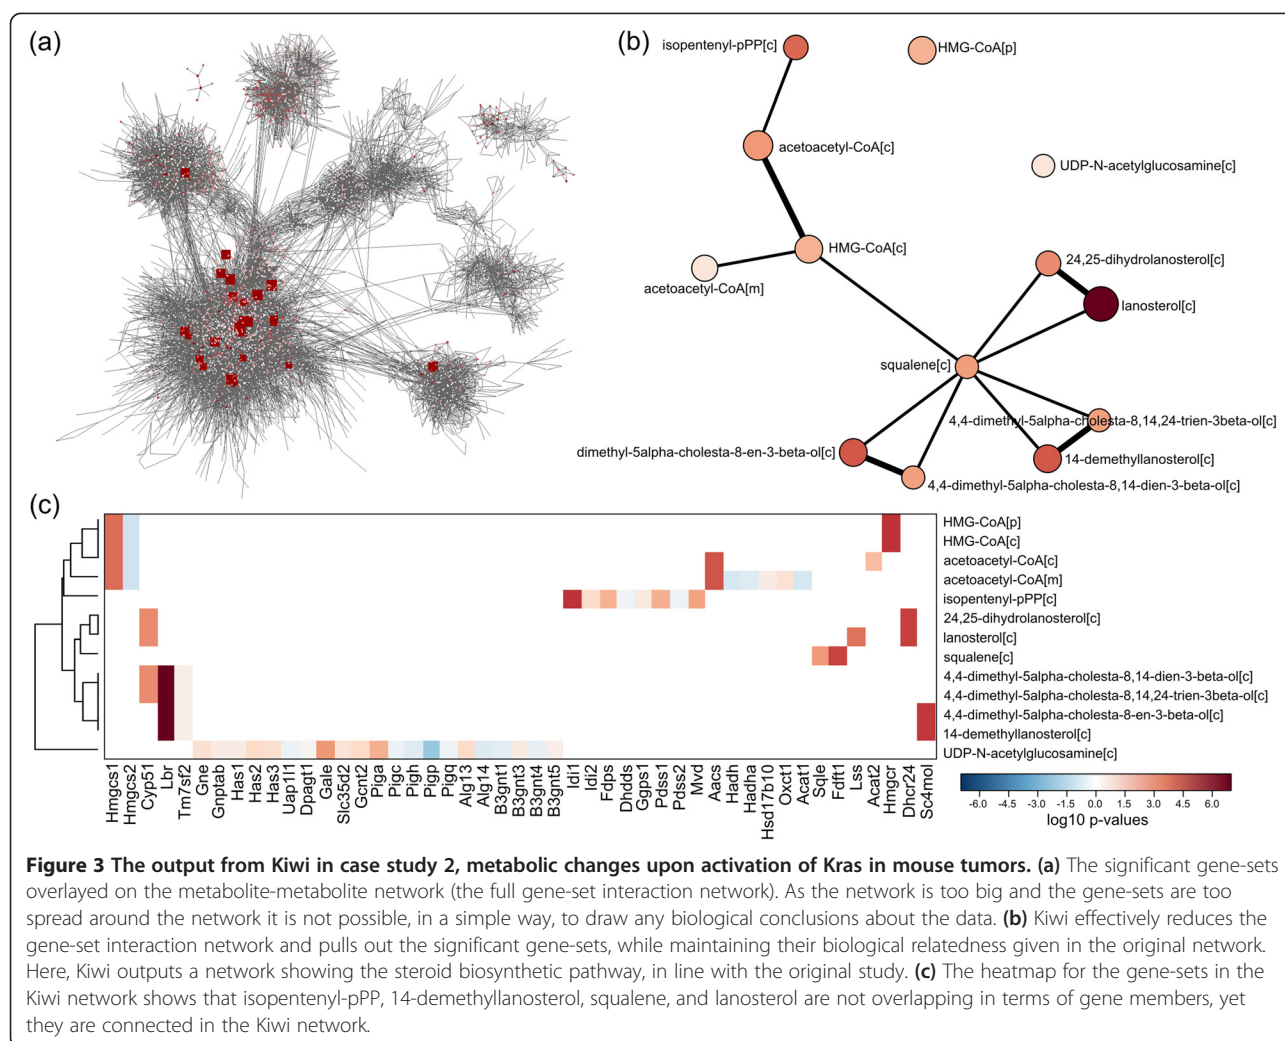 (a)
(b)
isopentenyl-pPP[c]
HMG-CoA[p]
acetoacetyl-CoA[c]
UDP-N-acetylglucosamine[c]
HMG-CoA[c]
24,25-dihydrolanosterol[c]
acetoacetyl-CoA[m]
lanosterol[c]
squalene[c]
4,4-dimethyl-5alpha-cholesta-8,14,24-trien-3beta-ol[c]
dimethyl-5alpha-cholesta-8-en-3-beta-ol[c]
14-demethyllanosterol[c]
4,4-dimethyl-5alpha-cholesta-8,14-dien-3-beta-ol[c]
(c)
HMG-CoA[p]
HMG-CoA[c]
acetoacetyl-CoA[c]
acetoacetyl-CoA[m]
isopentenyl-pPP[c]
24,25-dihydrolanosterol[c]
lanosterol[c]
squalene[c]
4,4-dimethyl-5alpha-cholesta-8,14-dien-3-beta-ol[c]
4,4-dimethyl-5alpha-cholesta-8,14,24-trien-3beta-ol[c]
4,4-dimethyl-5alpha-cholesta-8-en-3-beta-ol[c]
14-demethyllanosterol[c]
UDP-N-acetylglucosamine[c]
Hmgcs1
Hmgcs2
Cyp51
Lbr
Tm7sf2
Gne
Gnptab
Has1
Has2
Has3
Uap1l1
Dpagt1
Gale
Slc35d2
Gcnt2
Piga
Pigc
Pigh
Pigp
Pigq
Alg13
Alg14
B3gnt1
B3gnt3
B3gnt4
B3gnt5
Idi1
Idi2
Fdps
Dhdds
Ggps1
Pdss1
Pdss2
Mvd
Aacs
Hadh
Hadha
Hsd17b10
Oxct1
Acat1
Sqle
Fdft1
Lss
Acat2
Hmgcr
Dhcr24
Sc4mol
-6.0 -4.5 -3.0 -1.5 0.0 1.5 3.0 4.5 6.0
log10 p-values
Figure 3 The output from Kiwi in case study 2, metabolic changes upon activation of Kras in mouse tumors. (a) The significant gene-sets
overlayed on the metabolite-metabolite network (the full gene-set interaction network). As the network is too big and the gene-sets are too
spread around the network it is not possible, in a simple way, to draw any biological conclusions about the data. (b) Kiwi effectively reduces the
gene-set interaction network and pulls out the significant gene-sets, while maintaining their biological relatedness given in the original network.
Here, Kiwi outputs a network showing the steroid biosynthetic pathway, in line with the original study. (c) The heatmap for the gene-sets in the
Kiwi network shows that isopentenyl-pPP, 14-demethyllanosterol, squalene, and lanosterol are not overlapping in terms of gene members, yet
they are connected in the Kiwi network.